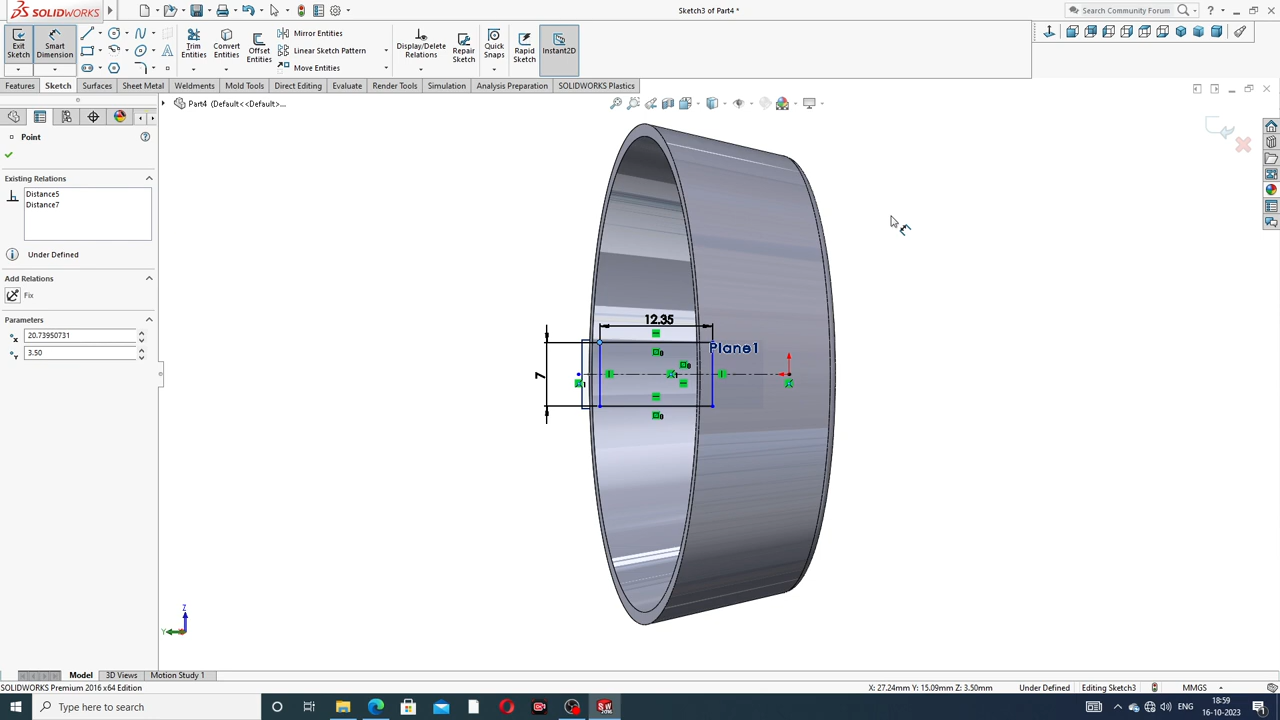 SOLIDWORKS
Sketch3 of Part4 *
Search Community Forum
Exit Sketch
Smart Dimension
Trim Entities
Convert Entities
Offset Entities
Mirror Entities
Linear Sketch Pattern
Move Entities
Display/Delete Relations
Repair Sketch
Quick Snaps
Rapid Sketch
Instant2D
Features
Sketch
Surfaces
Sheet Metal
Weldments
Mold Tools
Direct Editing
Evaluate
Render Tools
Simulation
Analysis Preparation
SOLIDWORKS Plastics
Part4 (Default<<Default>...
Point
Existing Relations
Distance5
Distance7
Under Defined
Add Relations
Fix
Parameters
20.73950731
3.50
12.35
7
Plane1
Z
Y
Model
3D Views
Motion Study 1
SOLIDWORKS Premium 2016 x64 Edition
X: 27.24mm Y: 15.09mm Z: 3.50mm
Under Defined
Editing Sketch3
MMGS
Type here to search
ENG
18:59
16-10-2023